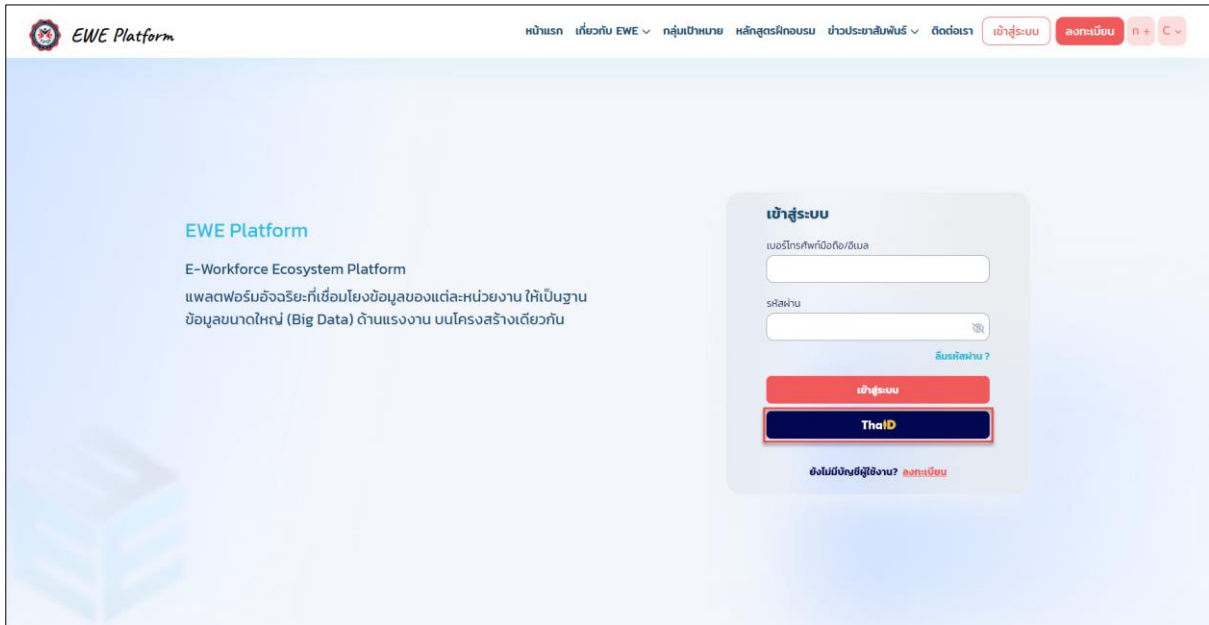 EWE Platform
หน้าแรก เกี่ยวกับ EWE กลุ่มเป้าหมาย หลักสูตรฝึกอบรม ข่าวประชาสัมพันธ์ ติดต่อเรา เข้าสู่ระบบ ลงทะเบียน ก + C
EWE Platform
E-Workforce Ecosystem Platform
แพลตฟอร์มอัจฉริยะที่เชื่อมโยงข้อมูลของแต่ละหน่วยงาน ให้เป็นฐาน
ข้อมูลขนาดใหญ่ (Big Data) ด้านแรงงาน บนโครงสร้างเดียวกัน
เข้าสู่ระบบ
เบอร์โทรศัพท์มือถือ/อีเมล
รหัสผ่าน
ลืมรหัสผ่าน ?
เข้าสู่ระบบ
ThaID
ยังไม่มีบัญชีผู้ใช้งาน? ลงทะเบียน